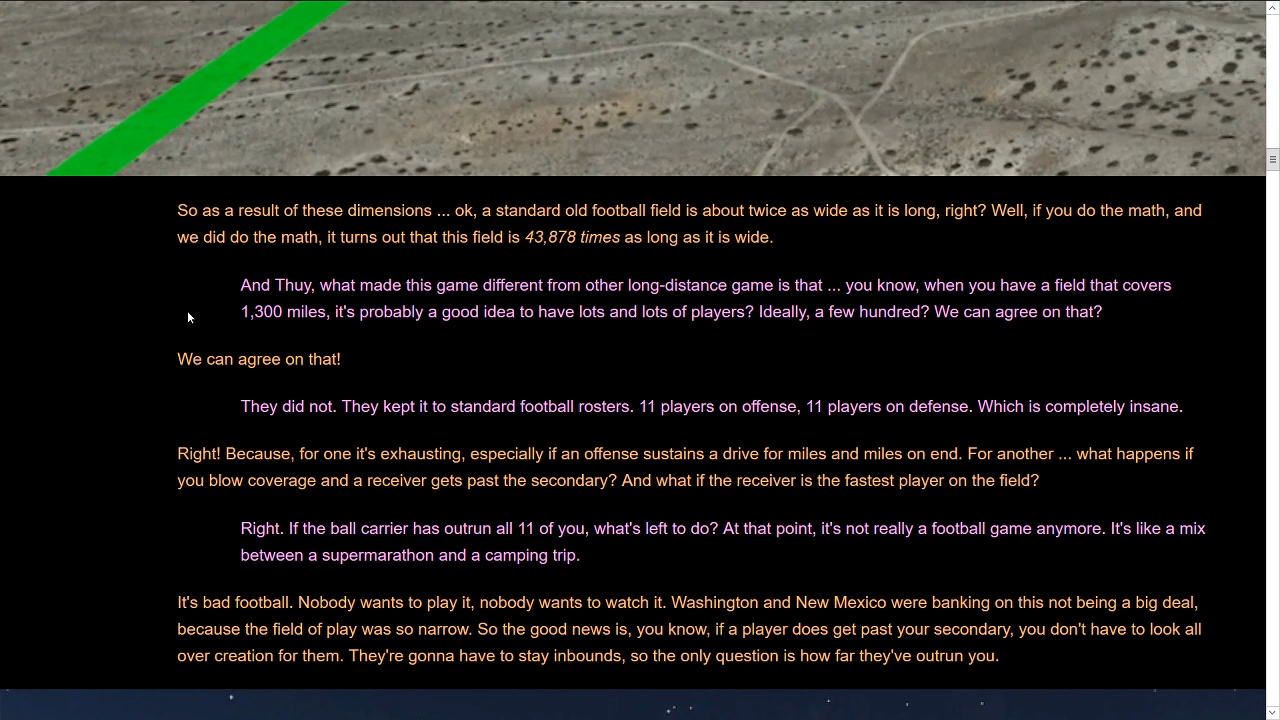 So as a result of these dimensions ... ok, a standard old football field is about twice as wide as it is long, right? Well, if you do the math, and
we did do the math, it turns out that this field is 43,878 times as long as it is wide.
And Thuy, what made this game different from other long-distance game is that ... you know, when you have a field that covers
1,300 miles, it's probably a good idea to have lots and lots of players? Ideally, a few hundred? We can agree on that?
We can agree on that!
They did not. They kept it to standard football rosters. 11 players on offense, 11 players on defense. Which is completely insane.
Right! Because, for one it's exhausting, especially if an offense sustains a drive for miles and miles on end. For another ... what happens if
you blow coverage and a receiver gets past the secondary? And what if the receiver is the fastest player on the field?
Right. If the ball carrier has outrun all 11 of you, what's left to do? At that point, it's not really a football game anymore. It's like a mix
between a supermarathon and a camping trip.
It's bad football. Nobody wants to play it, nobody wants to watch it. Washington and New Mexico were banking on this not being a big deal,
because the field of play was so narrow. So the good news is, you know, if a player does get past your secondary, you don't have to look all
over creation for them. They're gonna have to stay inbounds, so the only question is how far they've outrun you.